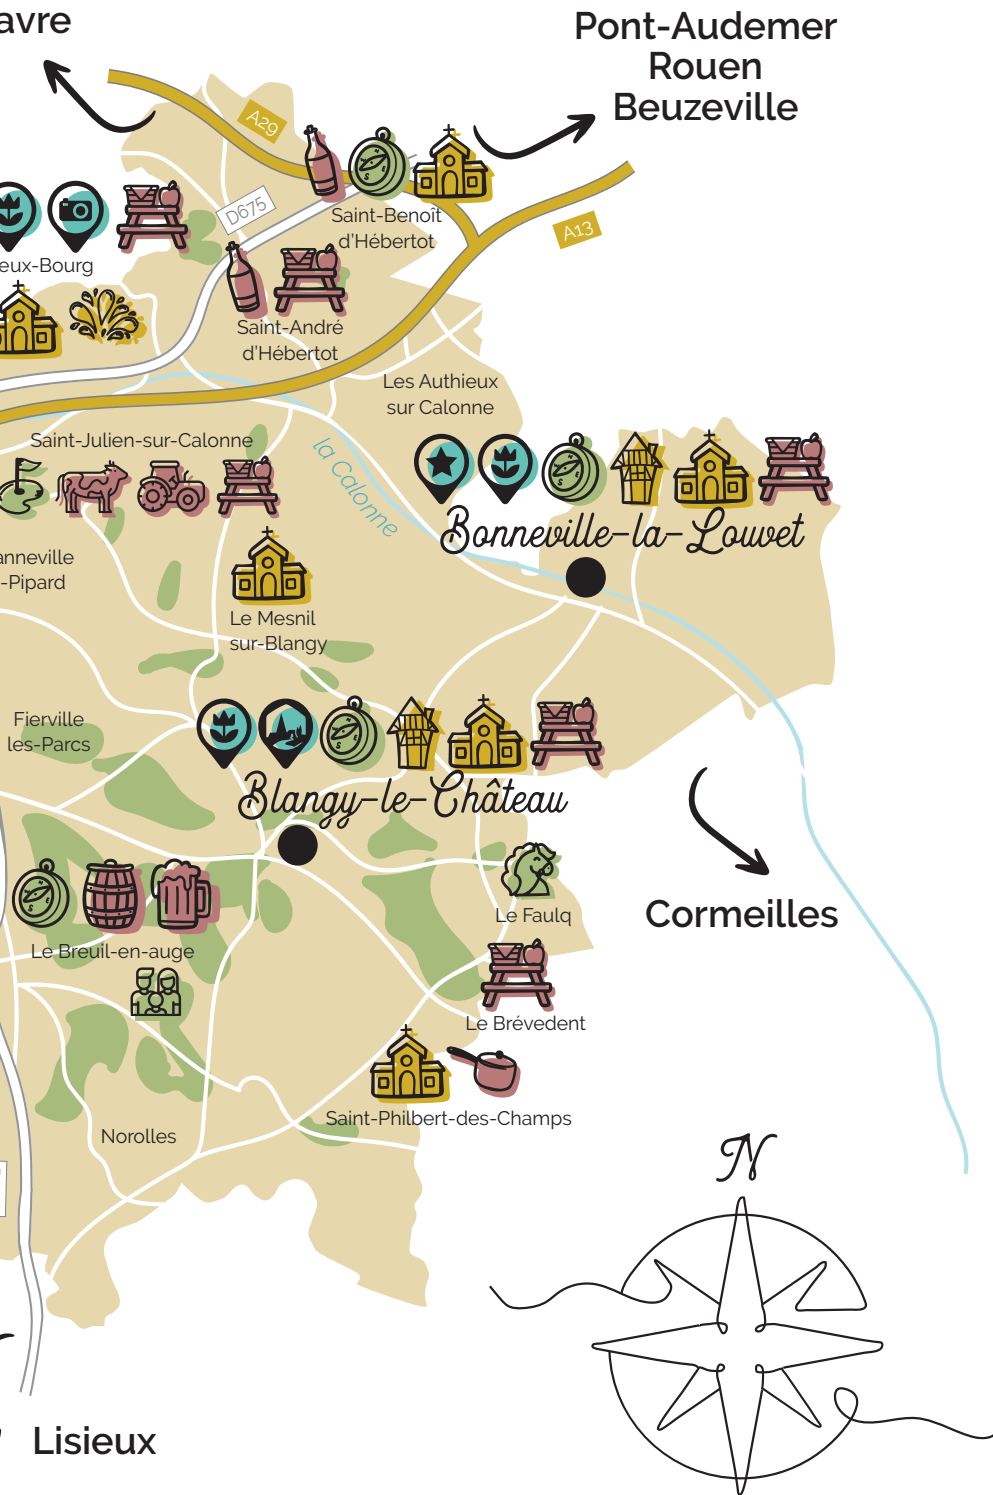 avre
Pont-Audemer
Rouen
Beuzeville
A29
D675
A13
Saint-Benoît
d'Hébertot
eux-Bourg
Saint-André
d'Hébertot
Les Authieux
sur Calonne
Saint-Julien-sur-Calonne
la Calonne
Bonneville-la-Louvet
anneville
-Pipard
Le Mesnil
sur-Blangy
Fierville
les-Parcs
Blangy-le-Château
Le Faulq
Cormeilles
Le Breuil-en-auge
Le Brévedent
Saint-Philbert-des-Champs
Norolles
N
Lisieux